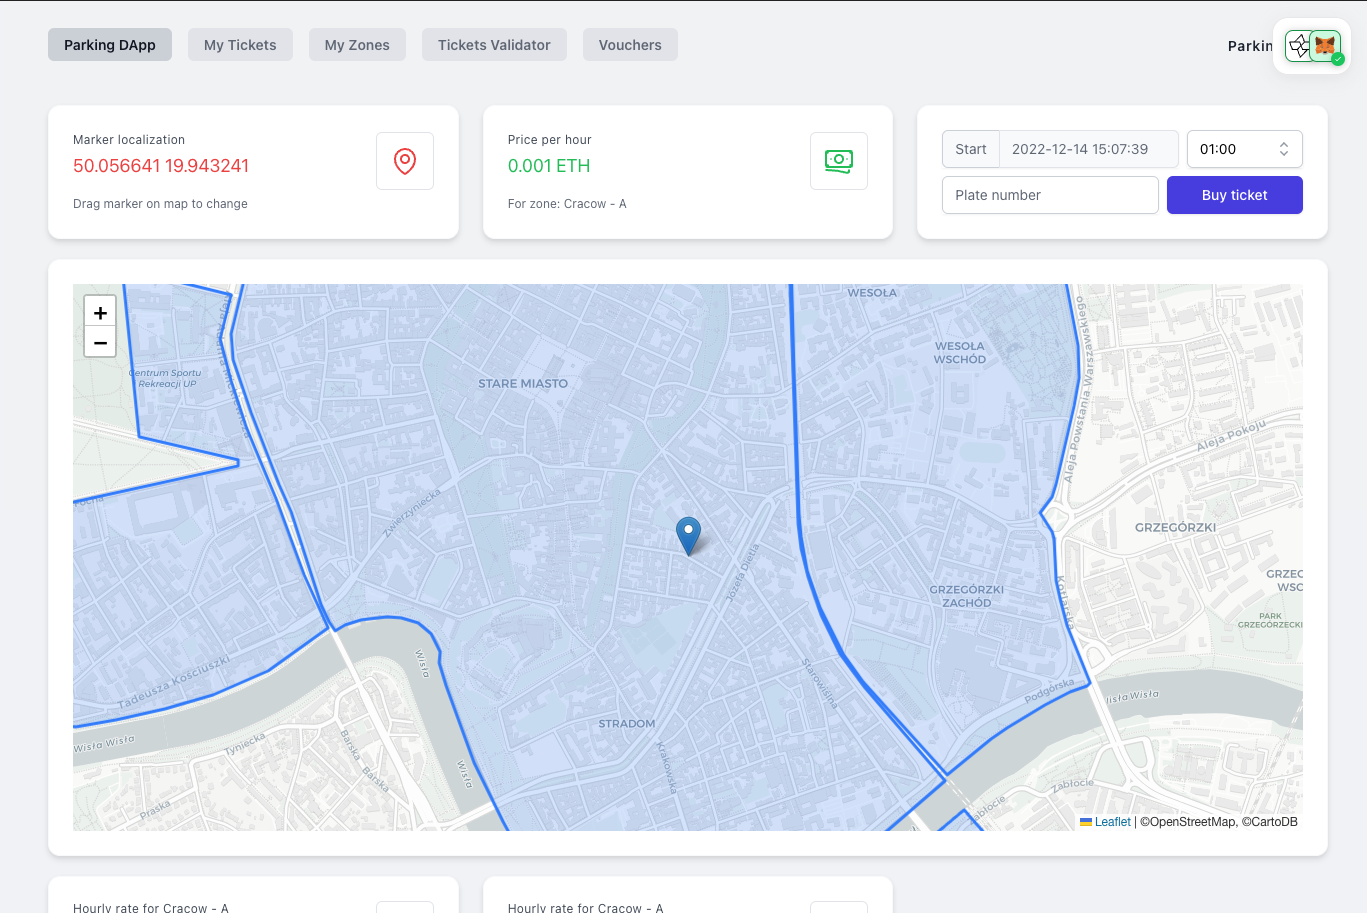 Parking DApp
My Tickets
My Zones
Tickets Validator
Vouchers
Parkin
Marker localization
50.056641 19.943241
Drag marker on map to change
Price per hour
0.001 ETH
For zone: Cracow - A
Start
2022-12-14 15:07:39
01:00
Plate number
Buy ticket
+
−
WESOŁA
WESOŁA
WSCHÓD
Centrum Sportu
Rekreacji UP
STARE MIASTO
Mickiewicza
Aleja Powstania Warszawskiego
Aleja Pokoju
Zwierzyniecka
Focha
GRZEGÓRZKI
Józefa Dietla
GRZEGÓRZKI
ZACHÓD
GRZEG
WSC
Kotlarska
PARK
GRZEGÓRZECKI
Tadeusza Kościuszki
Wisła
Starowiślna
Podgórska
Wisła Wisła
STRADOM
Wisła Wisła
Tyniecka
Barska
Barska
Krakowska
Wisła
Praska
Zabłocie
Zabłocie
Leaflet | ©OpenStreetMap, ©CartoDB
Hourly rate for Cracow - A
Hourly rate for Cracow - A